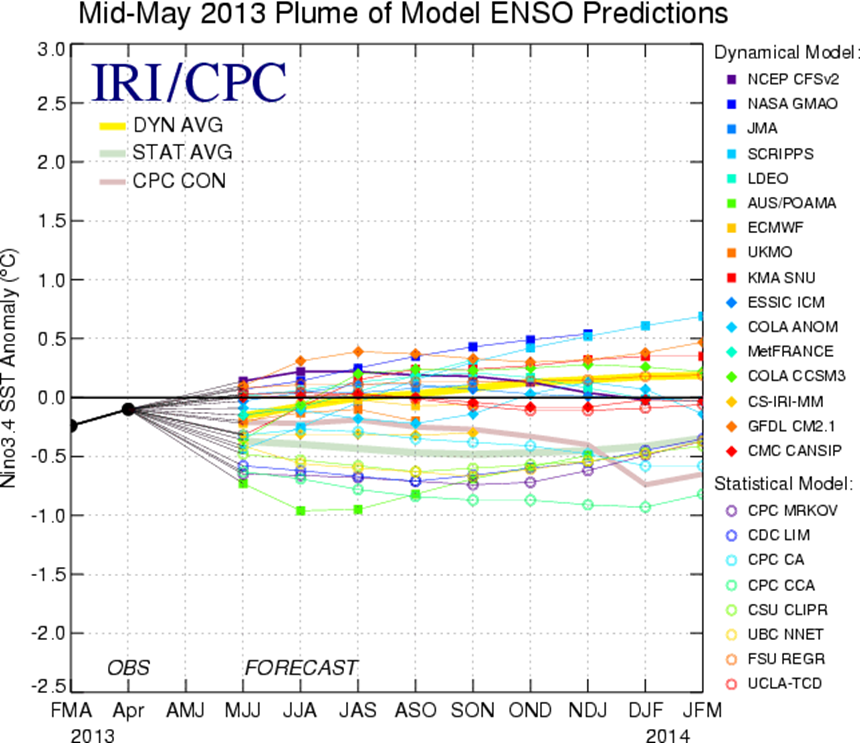 Mid-May 2013 Plume of Model ENSO Predictions
IRI/CPC
DYN AVG
STAT AVG
CPC CON
Nino3.4 SST Anomaly (°C)
3.0
2.5
2.0
1.5
1.0
0.5
0.0
-0.5
-1.0
-1.5
-2.0
-2.5
OBS
FORECAST
FMA Apr AMJ MJJ JJA JAS ASO SON OND NDJ DJF JFM
2013 2014
Dynamical Model:
NCEP CFSv2
NASA GMAO
JMA
SCRIPPS
LDEO
AUS/POAMA
ECMWF
UKMO
KMA SNU
ESSIC ICM
COLA ANOM
MetFRANCE
COLA CCSM3
CS-IRI-MM
GFDL CM2.1
CMC CANSIP
Statistical Model:
CPC MRKOV
CDC LIM
CPC CA
CPC CCA
CSU CLIPR
UBC NNET
FSU REGR
UCLA-TCD